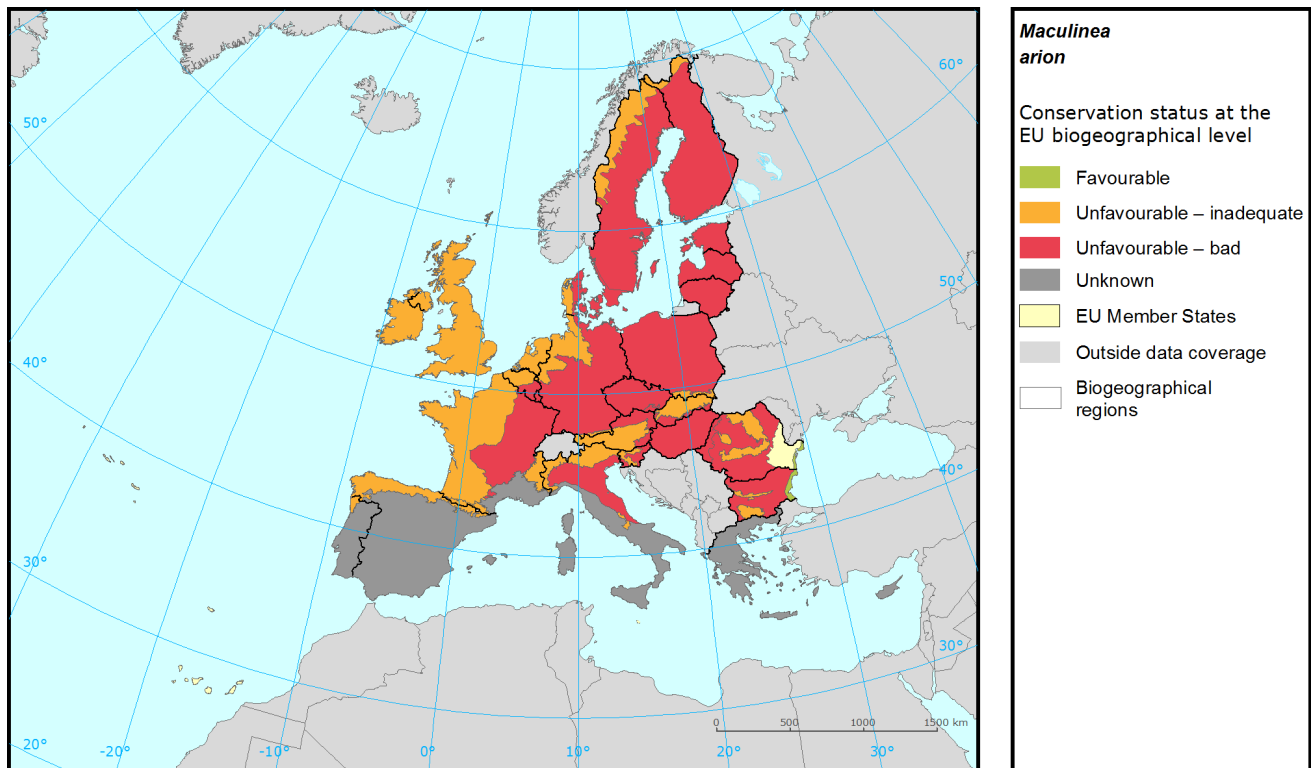 Maculinea
arion
Conservation status at the
EU biogeographical level
Favourable
Unfavourable – inadequate
Unfavourable – bad
Unknown
EU Member States
Outside data coverage
Biogeographical
regions
60°
50°
50°
40°
40°
30°
30°
20°
-20°
-10°
0°
10°
20°
30°
0
500
1000
1500 km